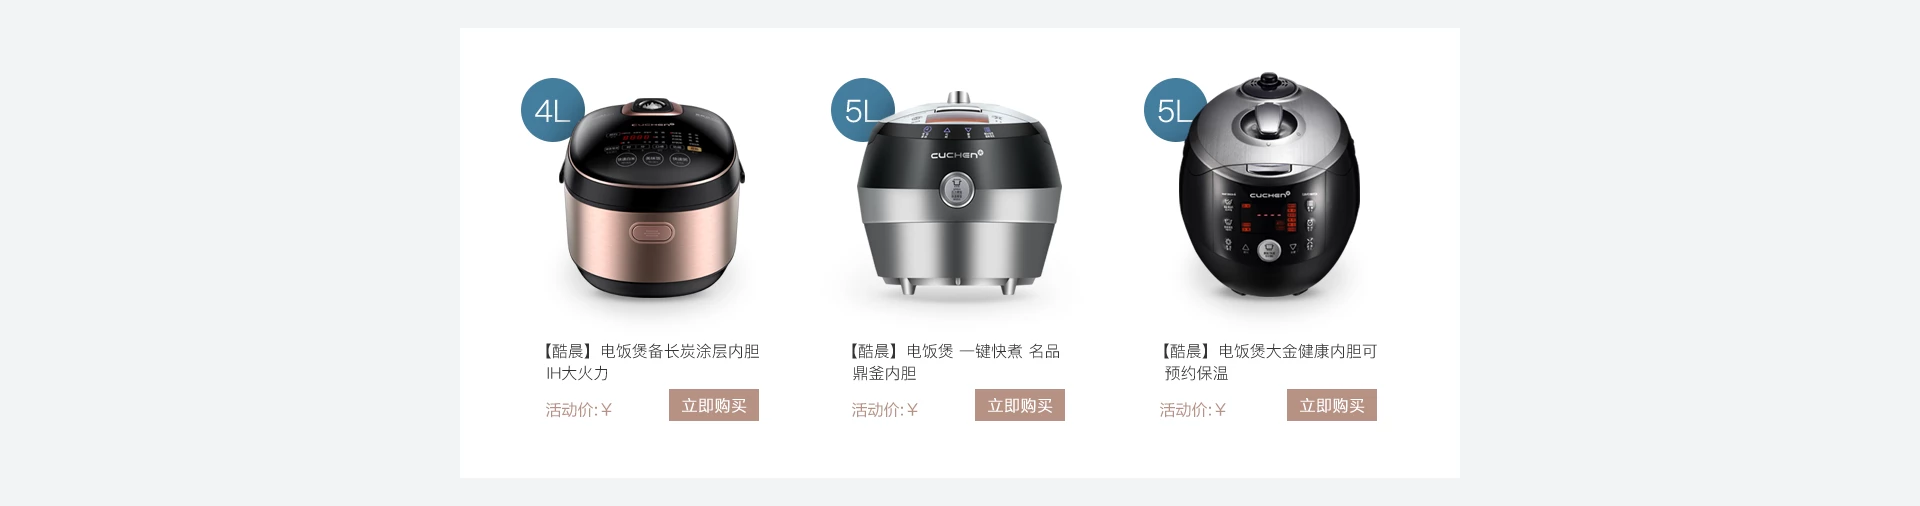 4L
CUCHEN
5L
CUCHEN
5L
CUCHEN
【酷晨】电饭煲备长炭涂层内胆
IH大火力
活动价:￥
立即购买
【酷晨】电饭煲 一键快煮 名品
鼎釜内胆
活动价:￥
立即购买
【酷晨】电饭煲大金健康内胆可
预约保温
活动价:￥
立即购买